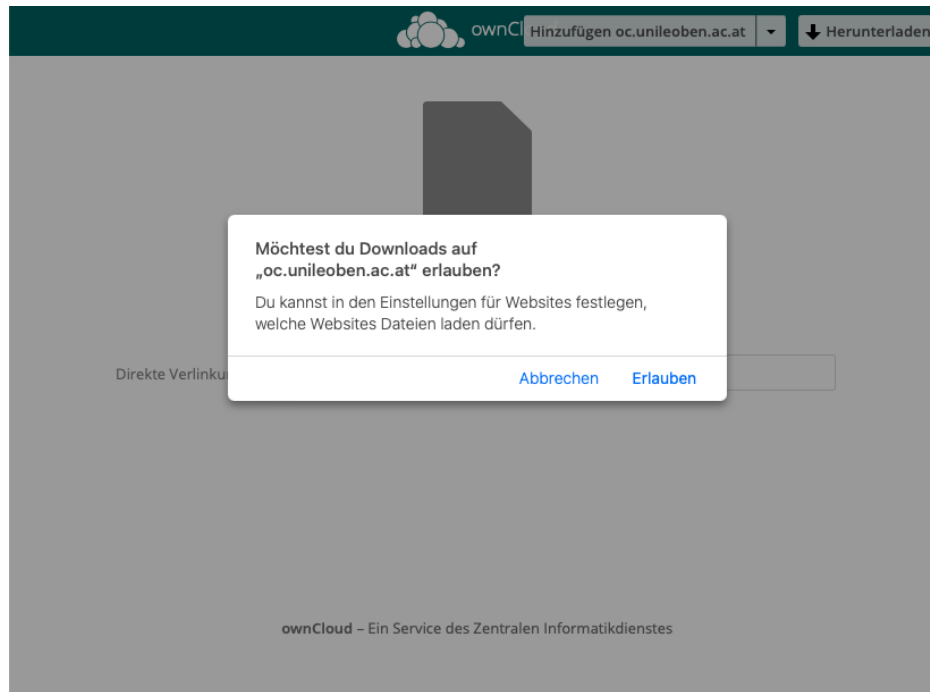 ownCl
Hinzufügen oc.unileoben.ac.at
Herunterladen
Möchtest du Downloads auf
„oc.unileoben.ac.at“ erlauben?
Du kannst in den Einstellungen für Websites festlegen,
welche Websites Dateien laden dürfen.
Direkte Verlinku
Abbrechen Erlauben
ownCloud – Ein Service des Zentralen Informatikdienstes